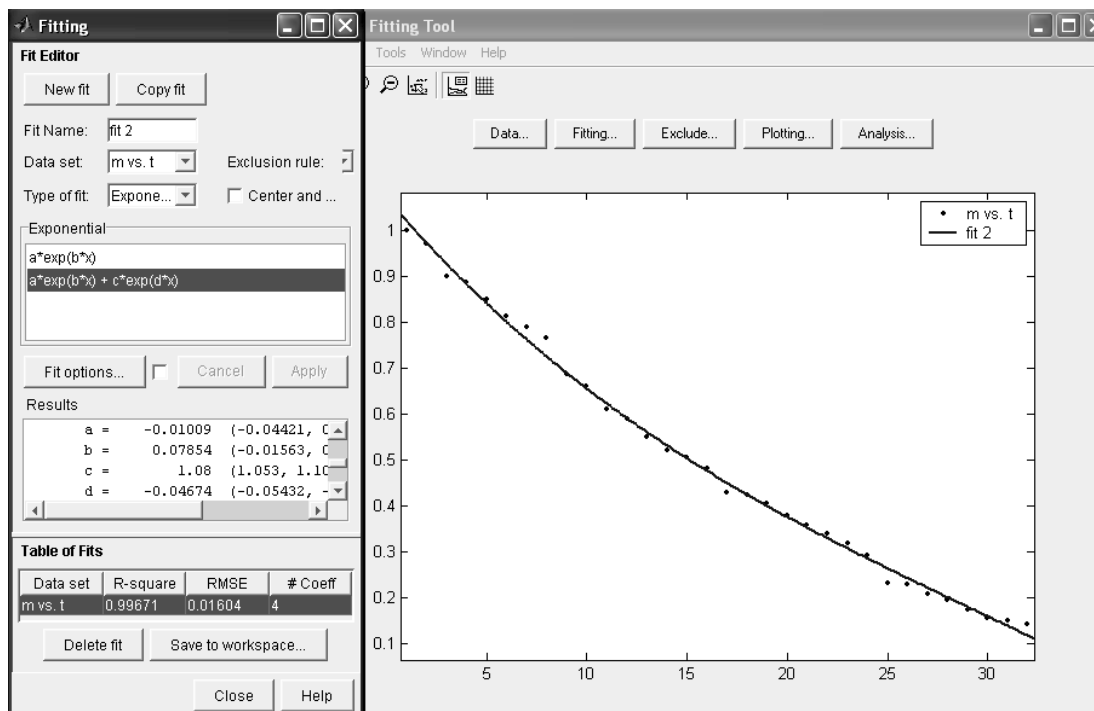 Fitting
Fit Editor
New fit Copy fit
Fit Name: fit 2
Data set: m vs. t Exclusion rule:
Type of fit: Expone... Center and ...
Exponential
a*exp(b*x)
a*exp(b*x) + c*exp(d*x)
Fit options... Cancel Apply
Results
a = -0.01009 (-0.04421, 0
b = 0.07854 (-0.01563, 0
c = 1.08 (1.053, 1.10
d = -0.04674 (-0.05432, -
Table of Fits
Data set R-square RMSE # Coeff
m vs. t 0.99671 0.01604 4
Delete fit Save to workspace...
Close Help
Fitting Tool
Tools Window Help
Data... Fitting... Exclude... Plotting... Analysis...
m vs. t
fit 2
1
0.9
0.8
0.7
0.6
0.5
0.4
0.3
0.2
0.1
5 10 15 20 25 30